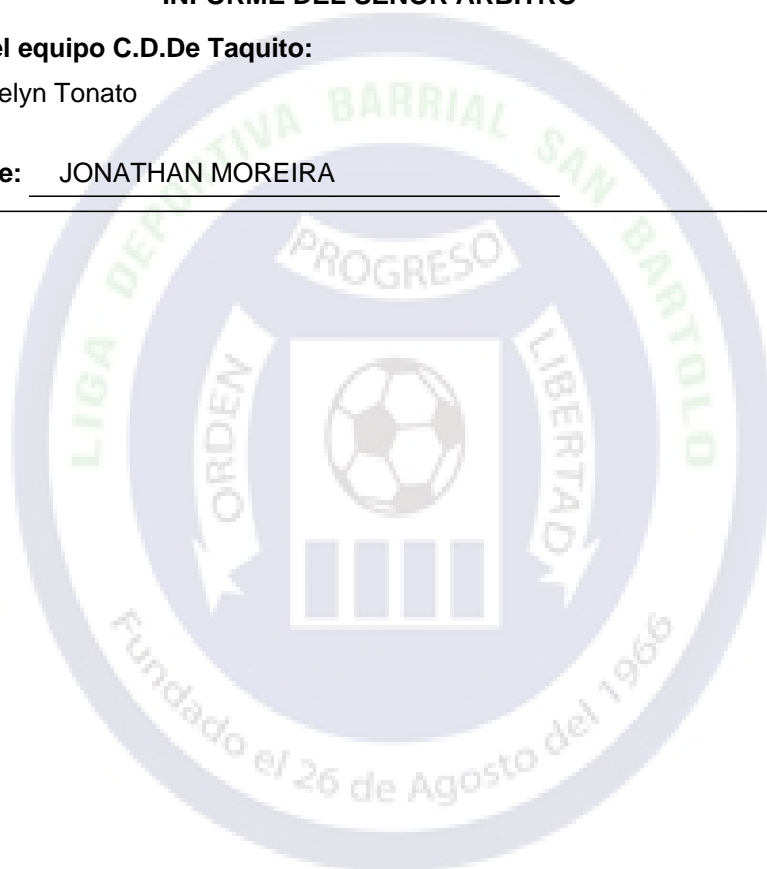 el equipo C.D.De Taquito:
elyn Tonato
e: JONATHAN MOREIRA
LIGA DEPORTIVA BARRIAL SAN BARTOLO
PROGRESO
ORDEN
LIBERTAD
Fundado el 26 de Agosto del 1966